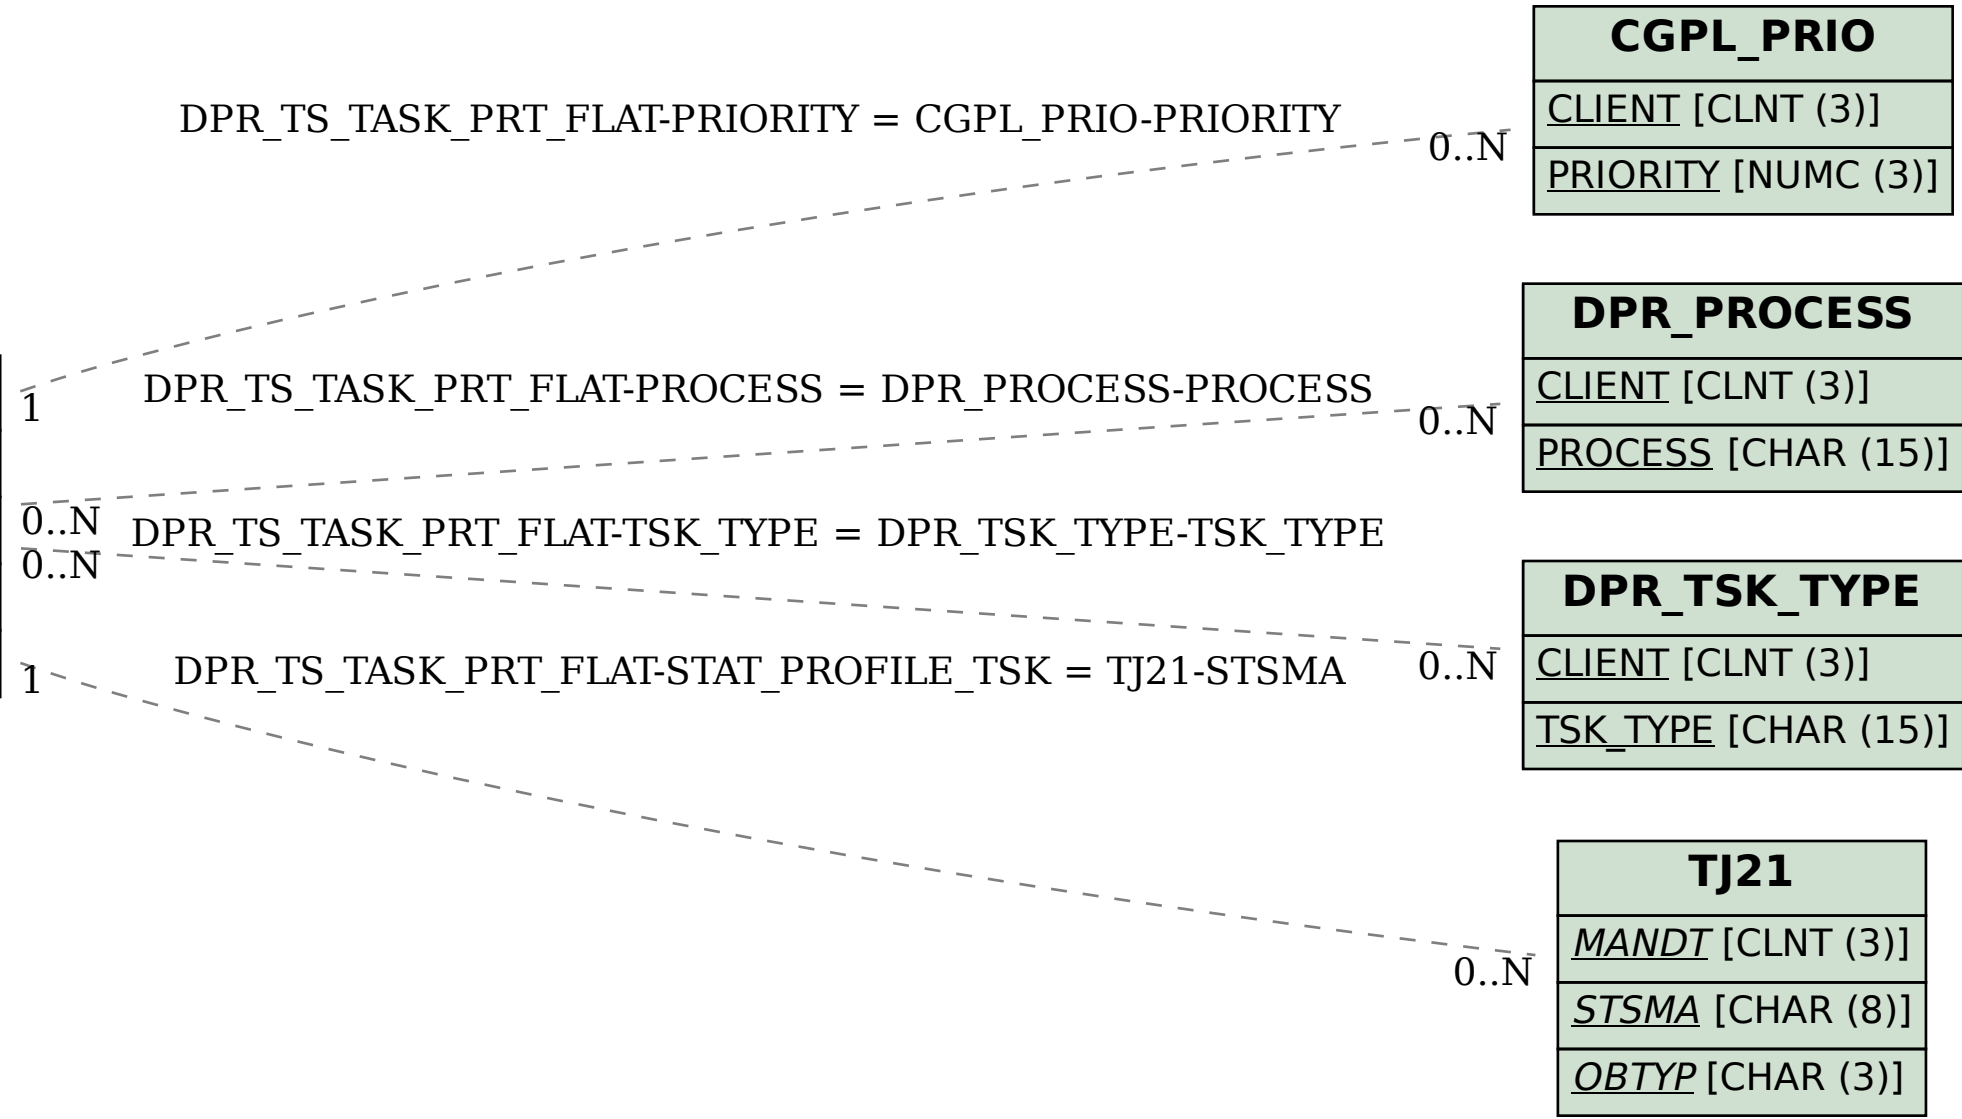 CGPL_PRIO
CLIENT [CLNT (3)]
PRIORITY [NUMC (3)]
DPR_TS_TASK_PRT_FLAT-PRIORITY = CGPL_PRIO-PRIORITY
0..N
1
DPR_PROCESS
CLIENT [CLNT (3)]
PROCESS [CHAR (15)]
DPR_TS_TASK_PRT_FLAT-PROCESS = DPR_PROCESS-PROCESS
0..N
0..N
DPR_TS_TASK_PRT_FLAT-TSK_TYPE = DPR_TSK_TYPE-TSK_TYPE
0..N
0..N
DPR_TSK_TYPE
CLIENT [CLNT (3)]
TSK_TYPE [CHAR (15)]
DPR_TS_TASK_PRT_FLAT-STAT_PROFILE_TSK = TJ21-STSMA
1
0..N
TJ21
MANDT [CLNT (3)]
STSMA [CHAR (8)]
OBTYP [CHAR (3)]